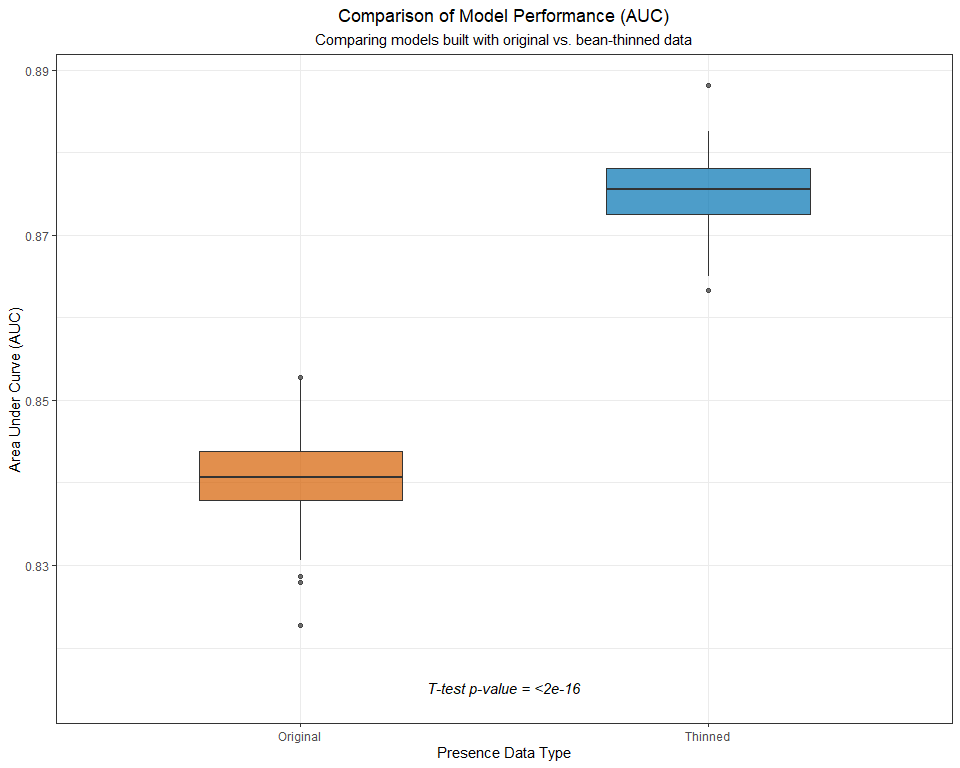 Comparison of Model Performance (AUC)
Comparing models built with original vs. bean-thinned data
Area Under Curve (AUC)
0.89
0.87
0.85
0.83
T-test p-value = <2e-16
Original
Thinned
Presence Data Type